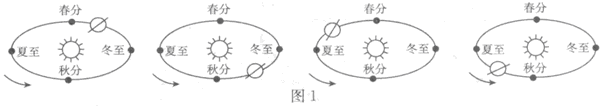 春分 春分 春分 春分
夏至 冬至 夏至 冬至 夏至 冬至 夏至 冬至
秋分 秋分 秋分 秋分
图1